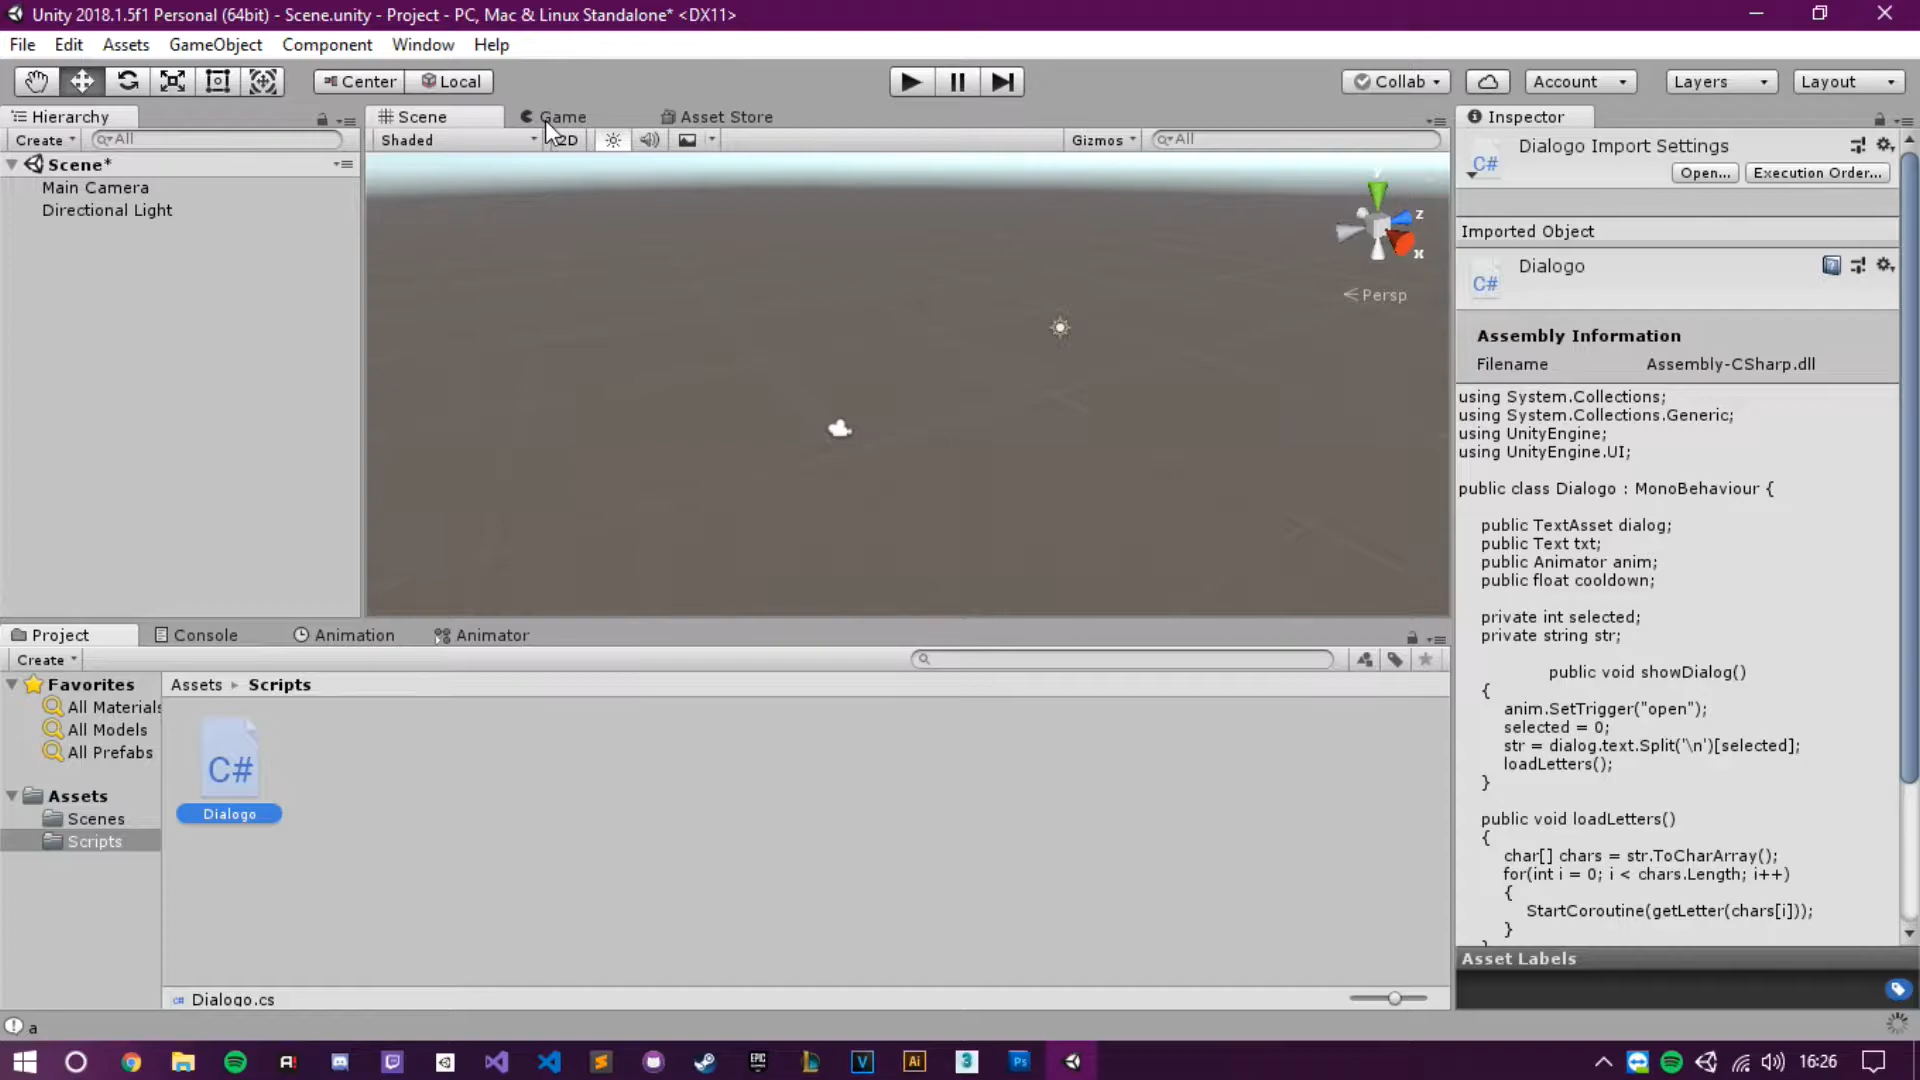 Unity 2018.1.5f1 Personal (64bit) - Scene.unity - Project - PC, Mac & Linux Standalone* <DX11>
File Edit Assets GameObject Component Window Help
Center Local Collab Account Layers Layout
Hierarchy
Create All
Scene*
Main Camera
Directional Light
Scene Game Asset Store
Shaded 2D Gizmos All
y
z
x
Persp
Inspector
Dialogo Import Settings
C#
Open... Execution Order...
Imported Object
Dialogo
C#
Assembly Information
Filename Assembly-CSharp.dll
using System.Collections;
using System.Collections.Generic;
using UnityEngine;
using UnityEngine.UI;
public class Dialogo : MonoBehaviour {
public TextAsset dialog;
public Text txt;
public Animator anim;
public float cooldown;
private int selected;
private string str;
public void showDialog()
{
anim.SetTrigger("open");
selected = 0;
str = dialog.text.Split('\n')[selected];
loadLetters();
}
public void loadLetters()
{
char[] chars = str.ToCharArray();
for(int i = 0; i < chars.Length; i++)
{
StartCoroutine(getLetter(chars[i]));
}
Asset Labels
Project Console Animation Animator
Create
Favorites
All Materials
All Models
All Prefabs
Assets
Scenes
Scripts
Assets Scripts
C#
Dialogo
C# Dialogo.cs
a
A! V Ai 3 Ps
EPIC
16:26